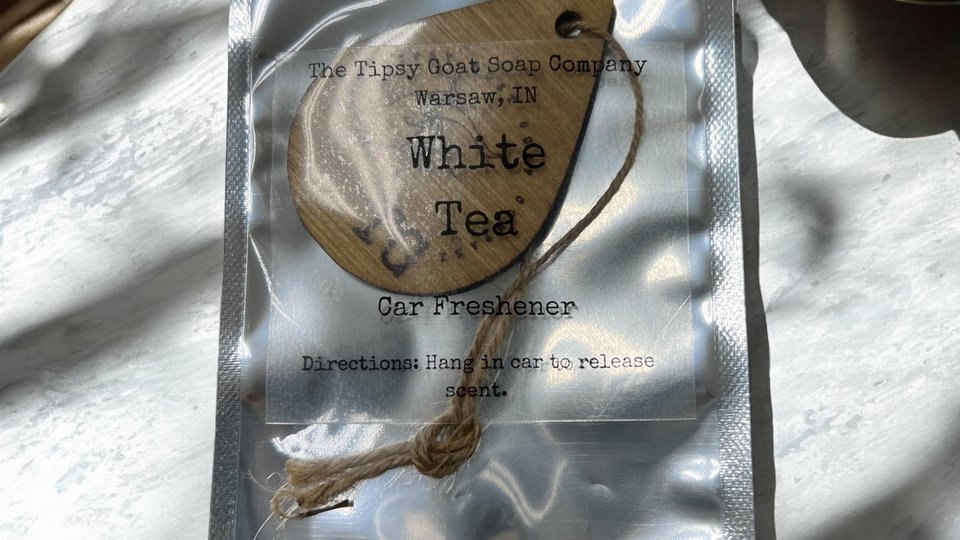 The Tipsy Goat Soap Company
Warsaw, IN
White
Tea
Car Freshener
Directions: Hang in car to release
scent.